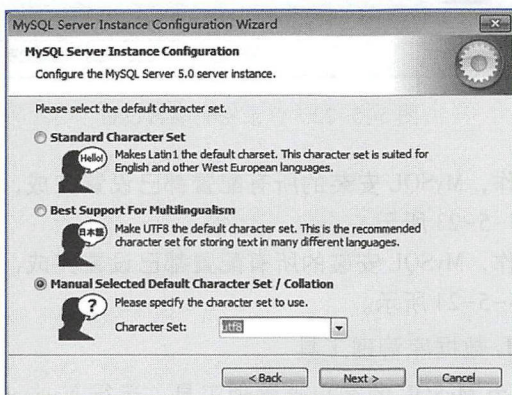 MySQL Server Instance Configuration Wizard
MySQL Server Instance Configuration
Configure the MySQL Server 5.0 server instance.
Please select the default character set.
Standard Character Set
Hello!
Makes Latin1 the default charset. This character set is suited for
English and other West European languages.
Best Support For Multilingualism
日本語
Make UTF8 the default character set. This is the recommended
character set for storing text in many different languages.
Manual Selected Default Character Set / Collation
?
Please specify the character set to use.
Character Set: utf8
< Back Next > Cancel